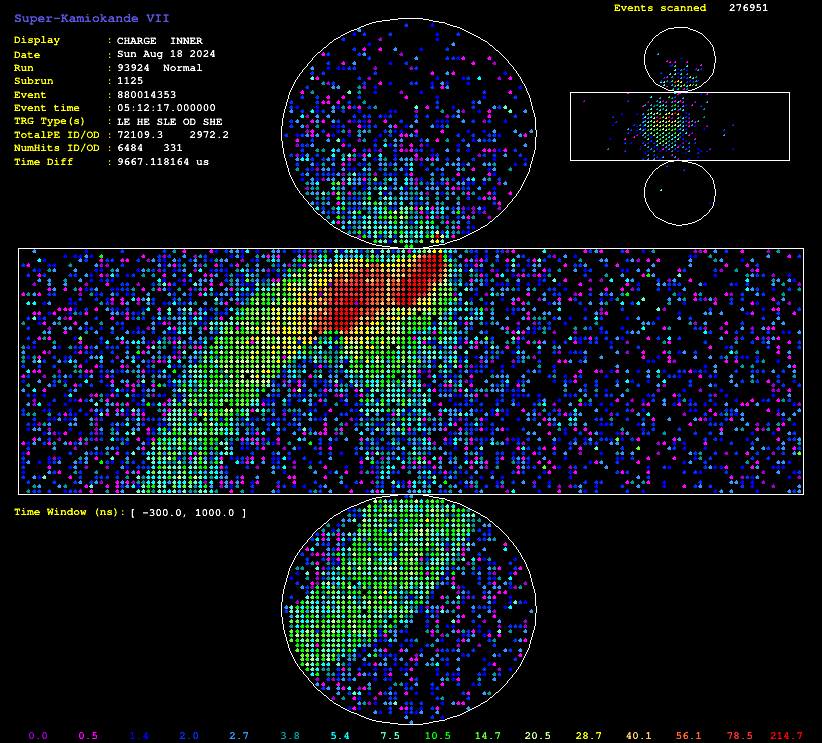 Super-Kamiokande VII
Events scanned 276951
Display : CHARGE INNER
Date : Sun Aug 18 2024
Run : 93924 Normal
Subrun : 1125
Event : 880014353
Event time : 05:12:17.000000
TRG Type(s) : LE HE SLE OD SHE
TotalPE ID/OD : 72109.3 2972.2
NumHits ID/OD : 6484 331
Time Diff : 9667.118164 us
Time Window (ns): [ -300.0, 1000.0 ]
0.0 0.5 1.4 2.0 2.7 3.8 5.4 7.5 10.5 14.7 20.5 28.7 40.1 56.1 78.5 214.7